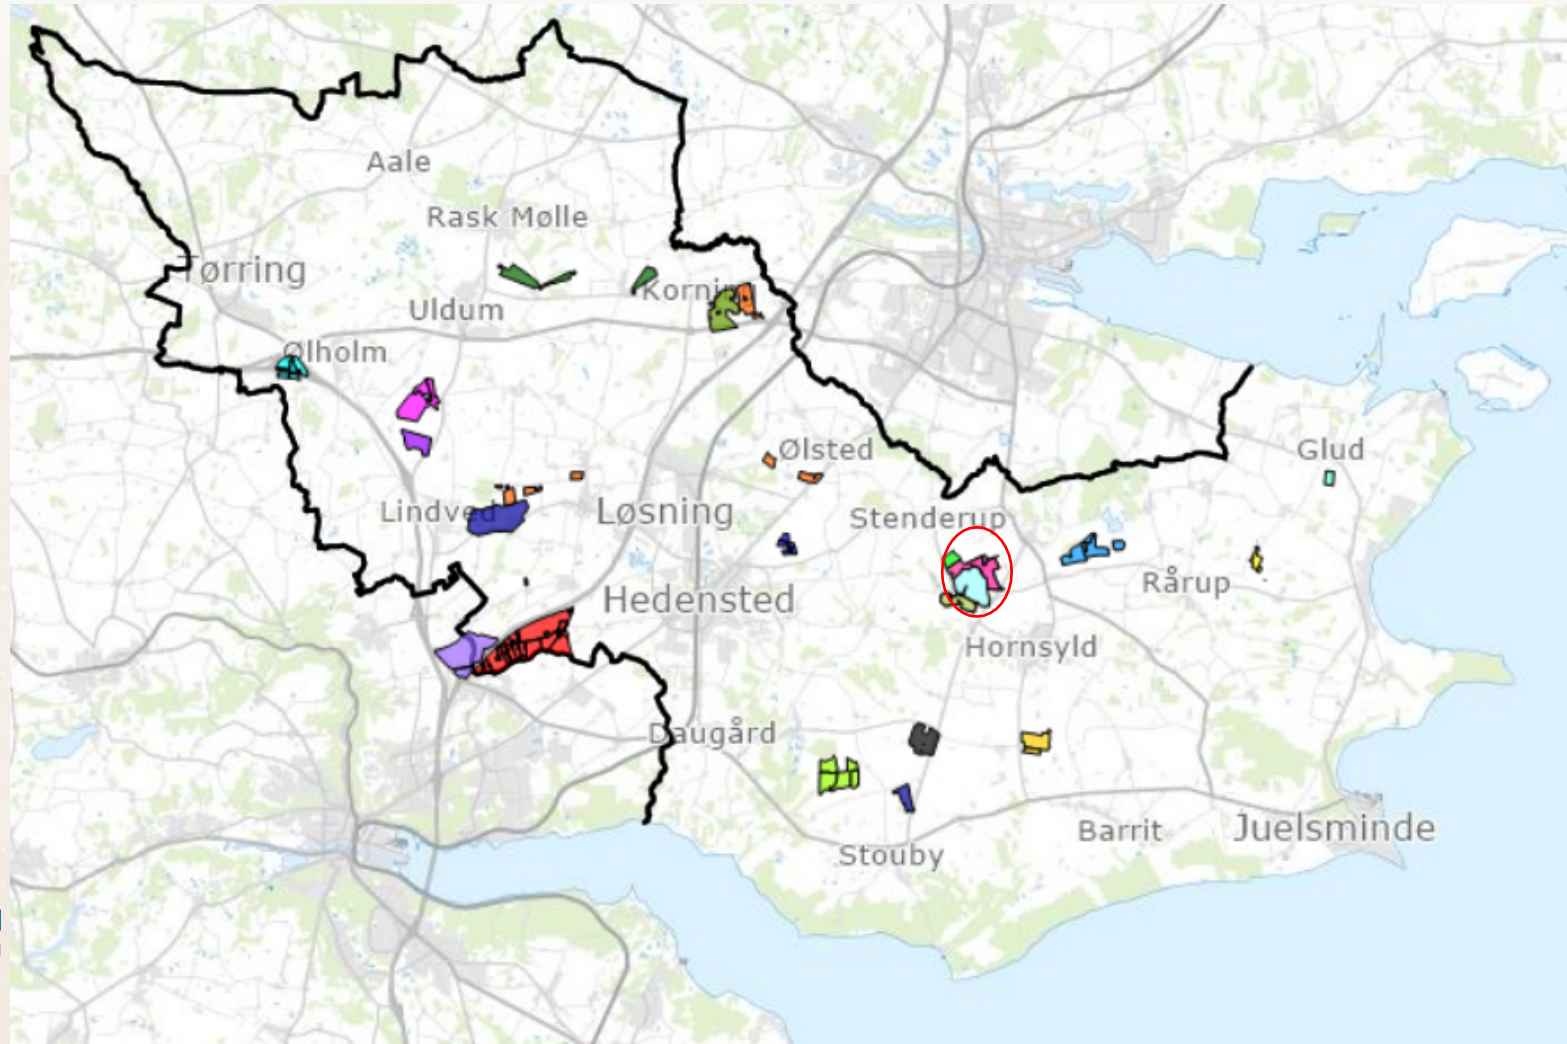 Aale
Rask Mølle
Tørring
Uldum
Korning
Ølholm
Ølsted
Glud
Lindved
Løsning
Stenderup
Hedensted
Rårup
Hornsyld
Daugård
Stouby
Barrit
Juelsminde